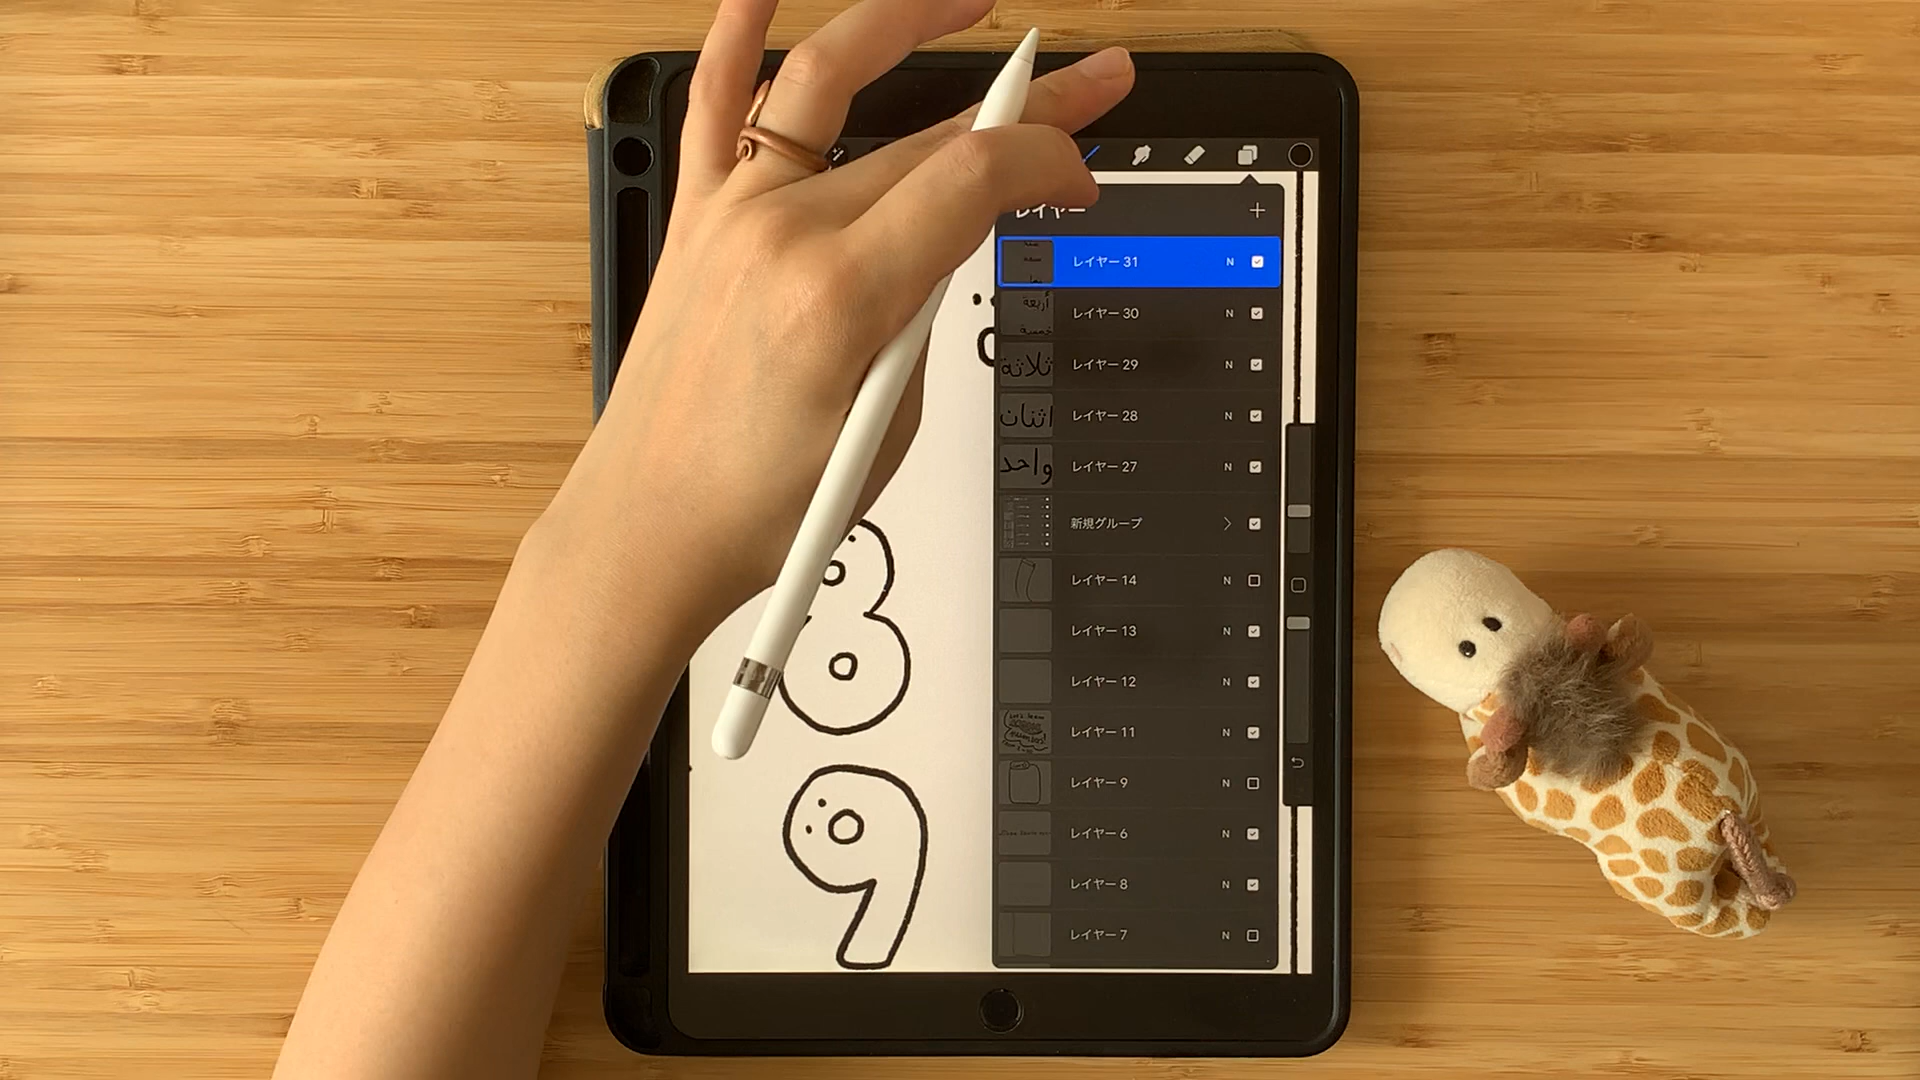 レイヤー
レイヤー 31 N
レイヤー 30 N
أربعة
خمسة
レイヤー 29 N
ثلاثة
レイヤー 28 N
اثنان
レイヤー 27 N
واحد
新規グループ
レイヤー 14 N
レイヤー 13 N
レイヤー 12 N
レイヤー 11 N
レイヤー 9 N
レイヤー 6 N
レイヤー 8 N
レイヤー 7 N
8
9